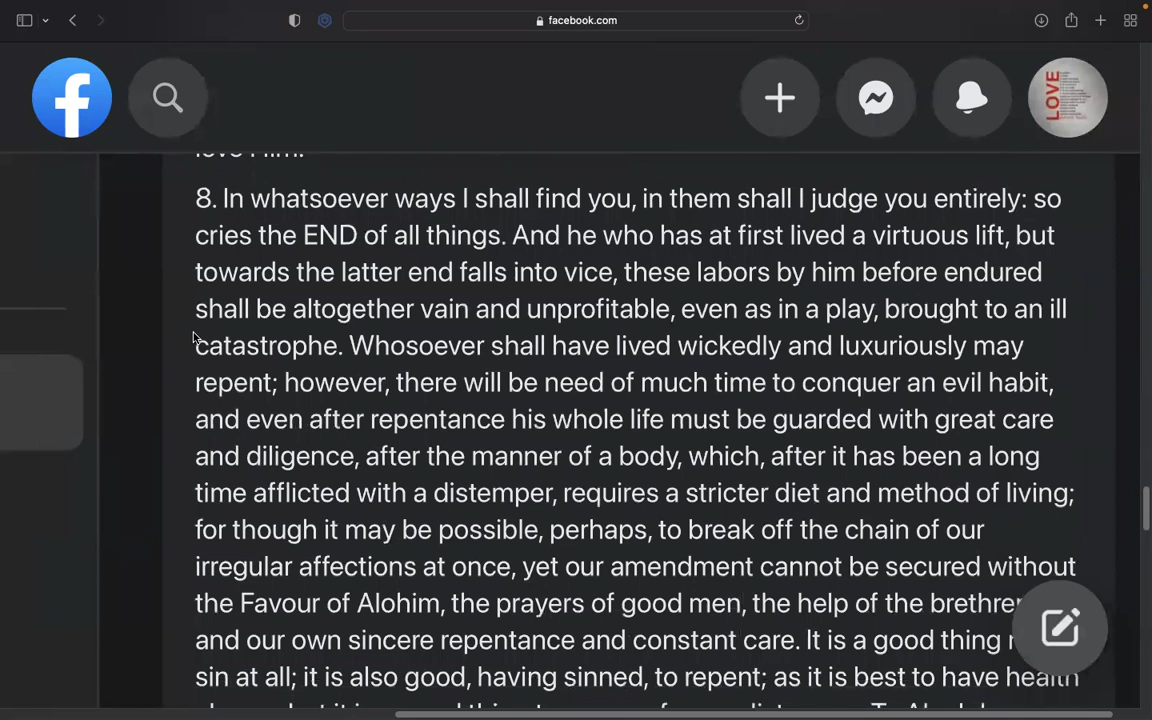 facebook.com
LOVE
love Him.
8. In whatsoever ways I shall find you, in them shall I judge you entirely: so
cries the END of all things. And he who has at first lived a virtuous lift, but
towards the latter end falls into vice, these labors by him before endured
shall be altogether vain and unprofitable, even as in a play, brought to an ill
catastrophe. Whosoever shall have lived wickedly and luxuriously may
repent; however, there will be need of much time to conquer an evil habit,
and even after repentance his whole life must be guarded with great care
and diligence, after the manner of a body, which, after it has been a long
time afflicted with a distemper, requires a stricter diet and method of living;
for though it may be possible, perhaps, to break off the chain of our
irregular affections at once, yet our amendment cannot be secured without
the Favour of Alohim, the prayers of good men, the help of the
and our own sincere repentance and constant care. It is a good thing
sin at all; it is also good, having sinned, to repent; as it is best to have health